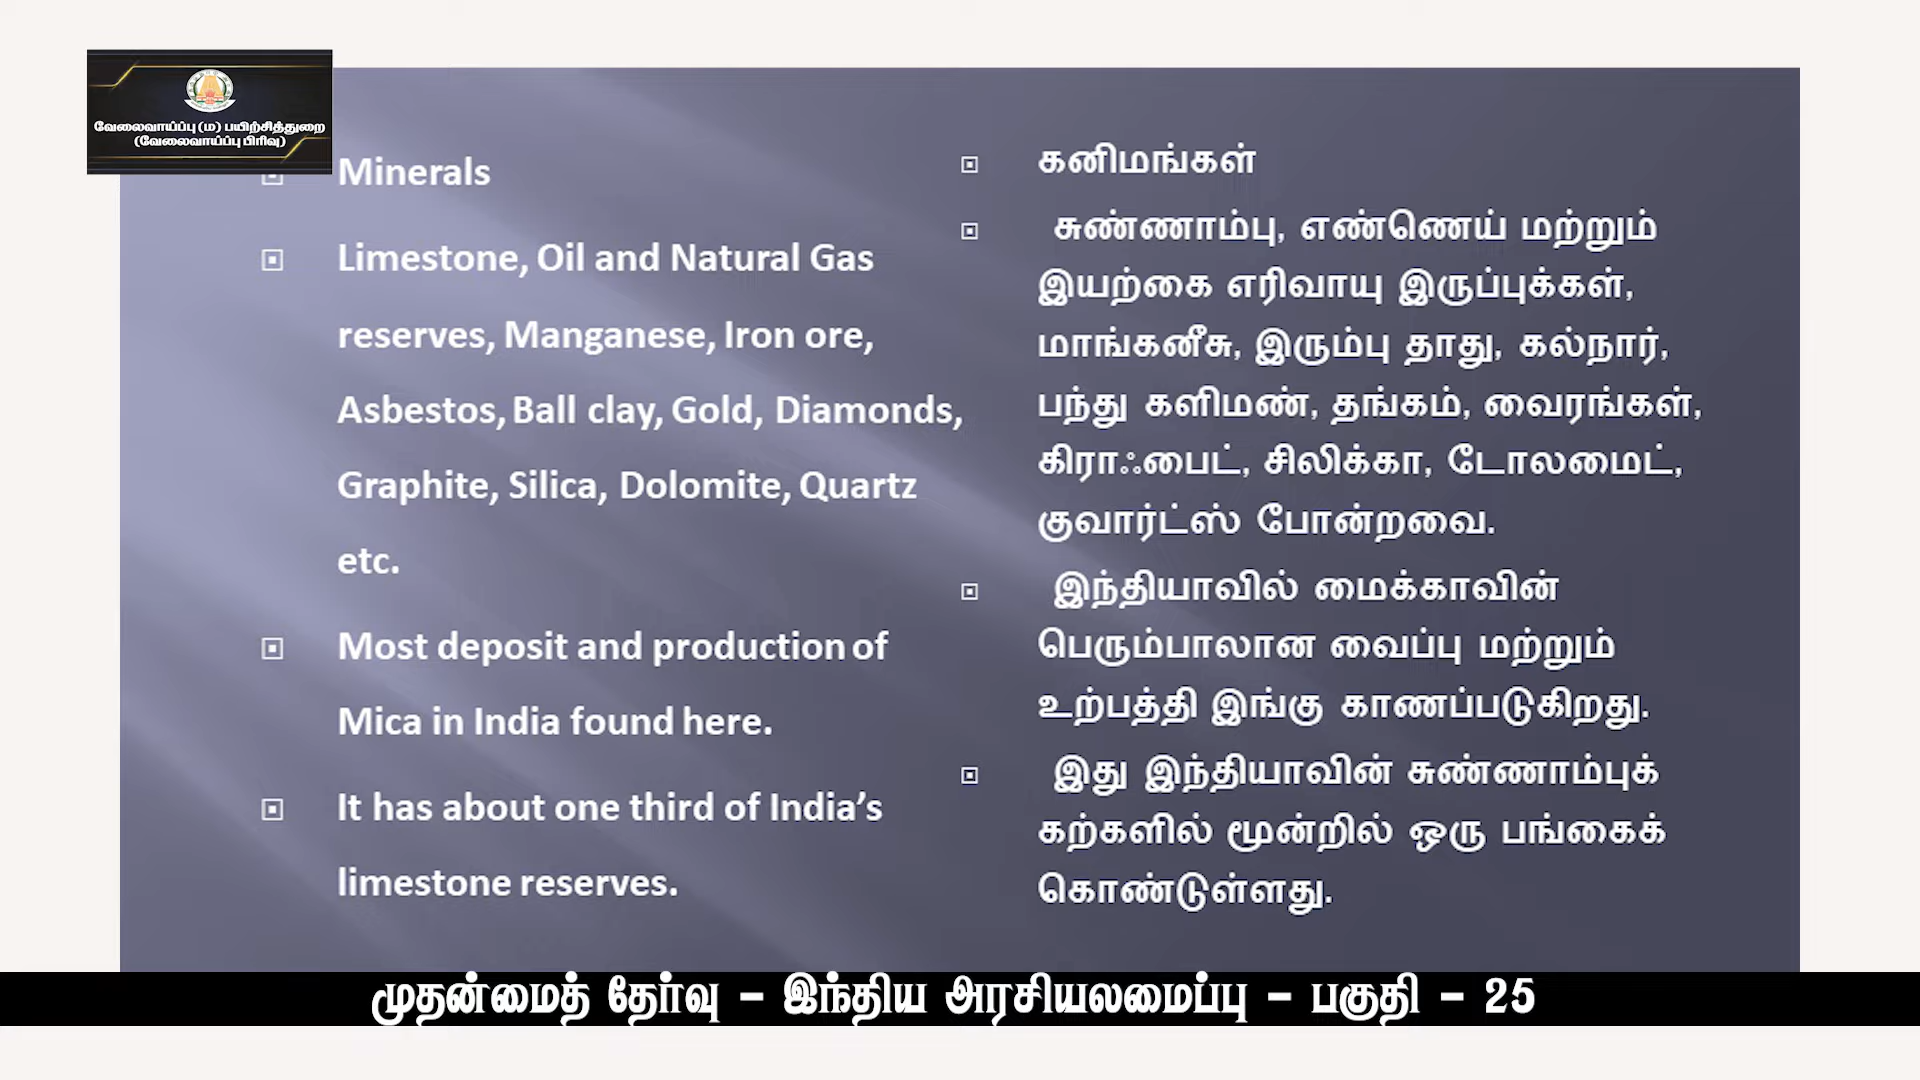 வேலைவாய்ப்பு (ம) பயிற்சித்துறை
(வேலைவாய்ப்பு பிரிவு)
Minerals
Limestone, Oil and Natural Gas
reserves, Manganese, Iron ore,
Asbestos, Ball clay, Gold, Diamonds,
Graphite, Silica, Dolomite, Quartz
etc.
Most deposit and production of
Mica in India found here.
It has about one third of India’s
limestone reserves.
கனிமங்கள்
சுண்ணாம்பு, எண்ணெய் மற்றும்
இயற்கை எரிவாயு இருப்புக்கள்,
மாங்கனீசு, இரும்பு தாது, கல்நார்,
பந்து களிமண், தங்கம், வைரங்கள்,
கிராஃபைட், சிலிக்கா, டோலமைட்,
குவார்ட்ஸ் போன்றவை.
இந்தியாவில் மைக்காவின்
பெரும்பாலான வைப்பு மற்றும்
உற்பத்தி இங்கு காணப்படுகிறது.
இது இந்தியாவின் சுண்ணாம்புக்
கற்களில் மூன்றில் ஒரு பங்கைக்
கொண்டுள்ளது.
முதன்மைத் தேர்வு - இந்திய அரசியலமைப்பு - பகுதி - 25